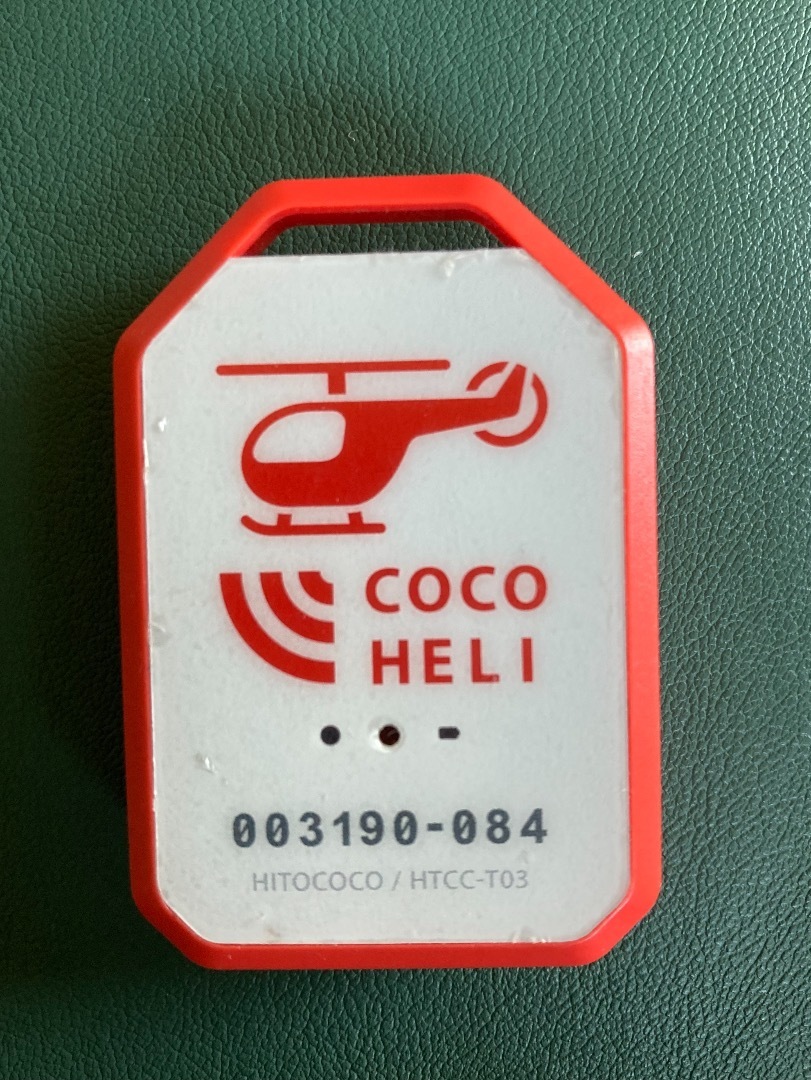 COCO
HELI
003190-084
HITOCOCO / HTCC-T03